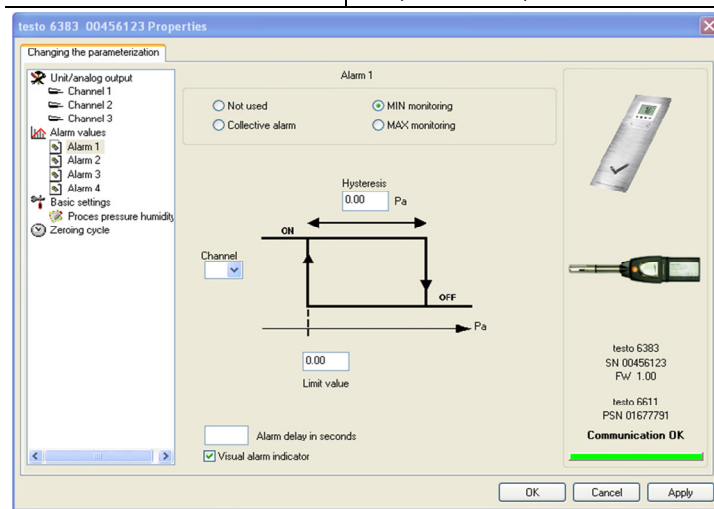 testo 6383 00456123 Properties
Changing the parameterization
Unit/analog output
Channel 1
Channel 2
Channel 3
Alarm values
Alarm 1
Alarm 2
Alarm 3
Alarm 4
Basic settings
Proces pressure humidity
Zeroing cycle
Alarm 1
Not used
MIN monitoring
Collective alarm
MAX monitoring
Hysteresis
0.00 Pa
ON
Channel
OFF
Pa
0.00
Limit value
Alarm delay in seconds
Visual alarm indicator
testo 6383
SN 00456123
FW 1.00
testo 6611
PSN 01677791
Communication OK
OK Cancel Apply